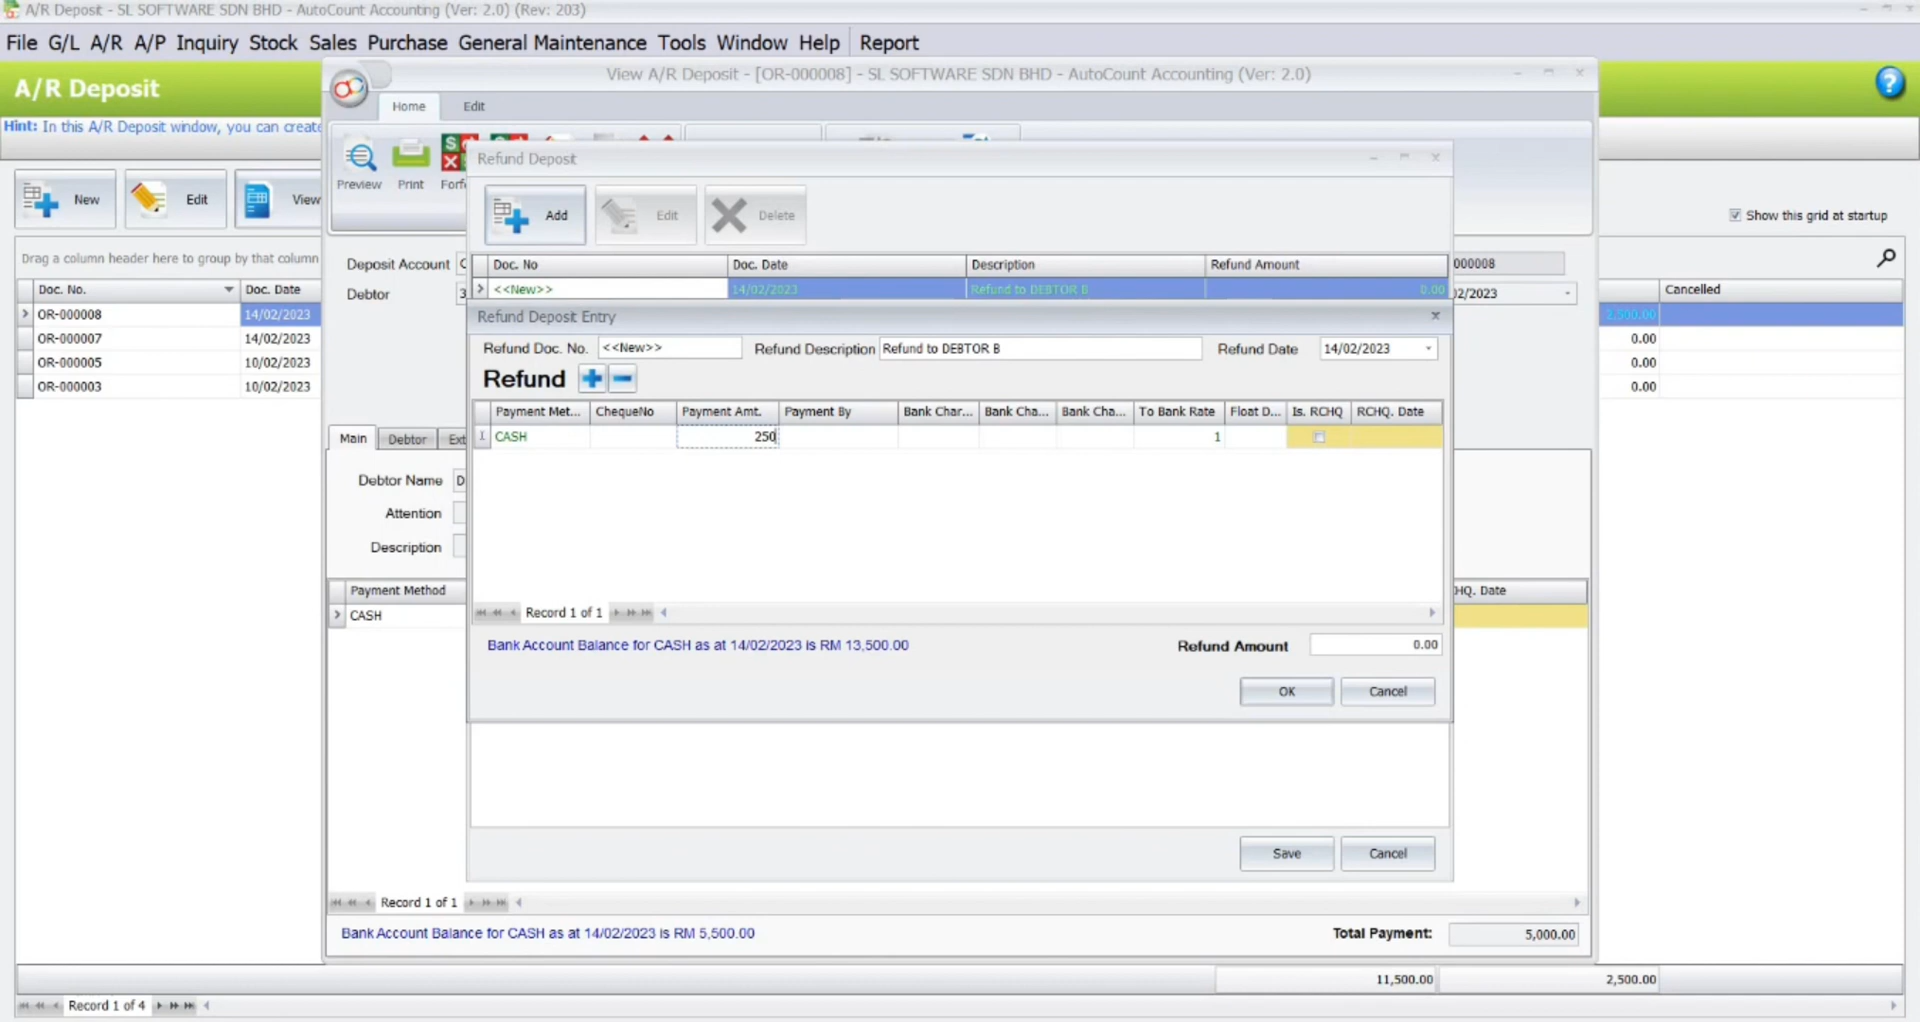 A/R Deposit - SL SOFTWARE SDN BHD - AutoCount Accounting (Ver: 2.0) (Rev: 203)
File G/L A/R A/P Inquiry Stock Sales Purchase General Maintenance Tools Window Help Report
A/R Deposit
View A/R Deposit - [OR-000008] - SL SOFTWARE SDN BHD - AutoCount Accounting (Ver: 2.0)
Home Edit
Hint: In this A/R Deposit window, you can create
Preview Print Forf
Refund Deposit
New Edit View
Add Edit Delete
Show this grid at startup
Drag a column header here to group by that column
Deposit Account
Doc. No Doc. Date Description Refund Amount
00008
Doc. No. Doc. Date
Debtor
<<New>> 14/02/2023 Refund to DEBTOR B 0.00
02/2023
Cancelled
OR-000008 14/02/2023 2,500.00
OR-000007 14/02/2023 0.00
OR-000005 10/02/2023 0.00
OR-000003 10/02/2023 0.00
Refund Deposit Entry
Refund Doc. No. <<New>> Refund Description Refund to DEBTOR B Refund Date 14/02/2023
Refund
Payment Met... ChequeNo Payment Amt. Payment By Bank Char... Bank Cha... Bank Cha... To Bank Rate Float D... Is. RCHQ RCHQ. Date
CASH 250 1
Main Debtor Ext
Debtor Name D
Attention
Description
Payment Method
HQ. Date
CASH
Record 1 of 1
Bank Account Balance for CASH as at 14/02/2023 is RM 13,500.00
Refund Amount 0.00
OK Cancel
Save Cancel
Record 1 of 1
Bank Account Balance for CASH as at 14/02/2023 is RM 5,500.00
Total Payment: 5,000.00
11,500.00 2,500.00
Record 1 of 4